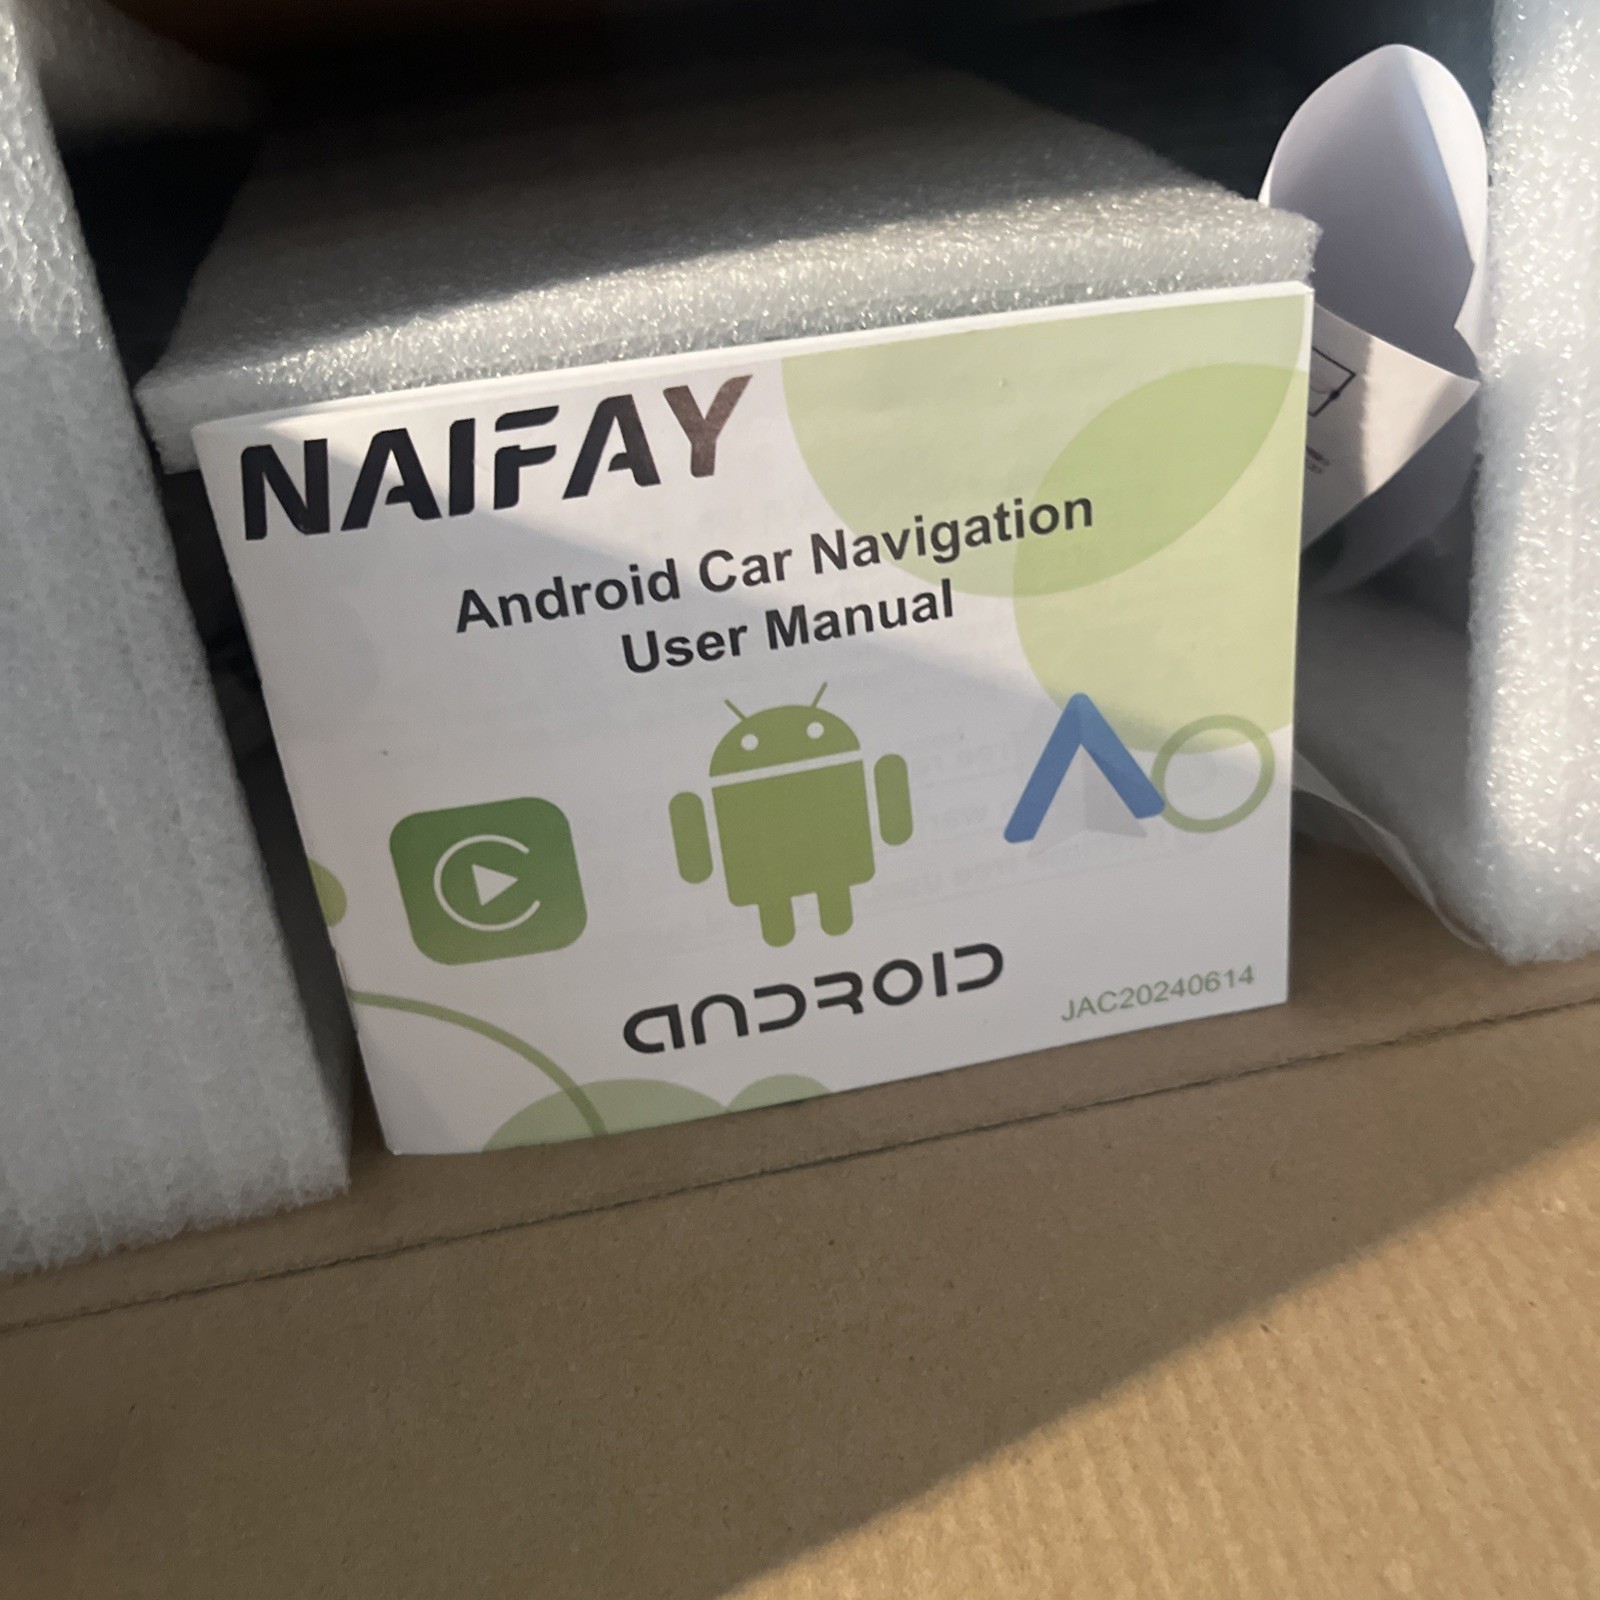 NAIFAY
Android Car Navigation
User Manual
ANDROID
JAC20240614